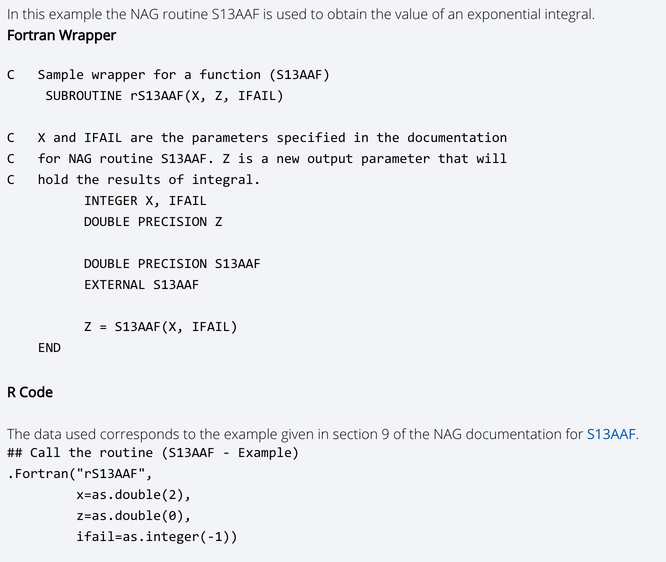 In this example the NAG routine S13AAF is used to obtain the value of an exponential integral.
Fortran Wrapper
C   Sample wrapper for a function (S13AAF)
     SUBROUTINE rS13AAF(X, Z, IFAIL)
C   X and IFAIL are the parameters specified in the documentation
C   for NAG routine S13AAF. Z is a new output parameter that will
C   hold the results of integral.
          INTEGER X, IFAIL
          DOUBLE PRECISION Z
          DOUBLE PRECISION S13AAF
          EXTERNAL S13AAF
          Z = S13AAF(X, IFAIL)
    END
R Code
The data used corresponds to the example given in section 9 of the NAG documentation for S13AAF.
## Call the routine (S13AAF - Example)
.Fortran("rS13AAF",
         x=as.double(2),
         z=as.double(0),
         ifail=as.integer(-1))